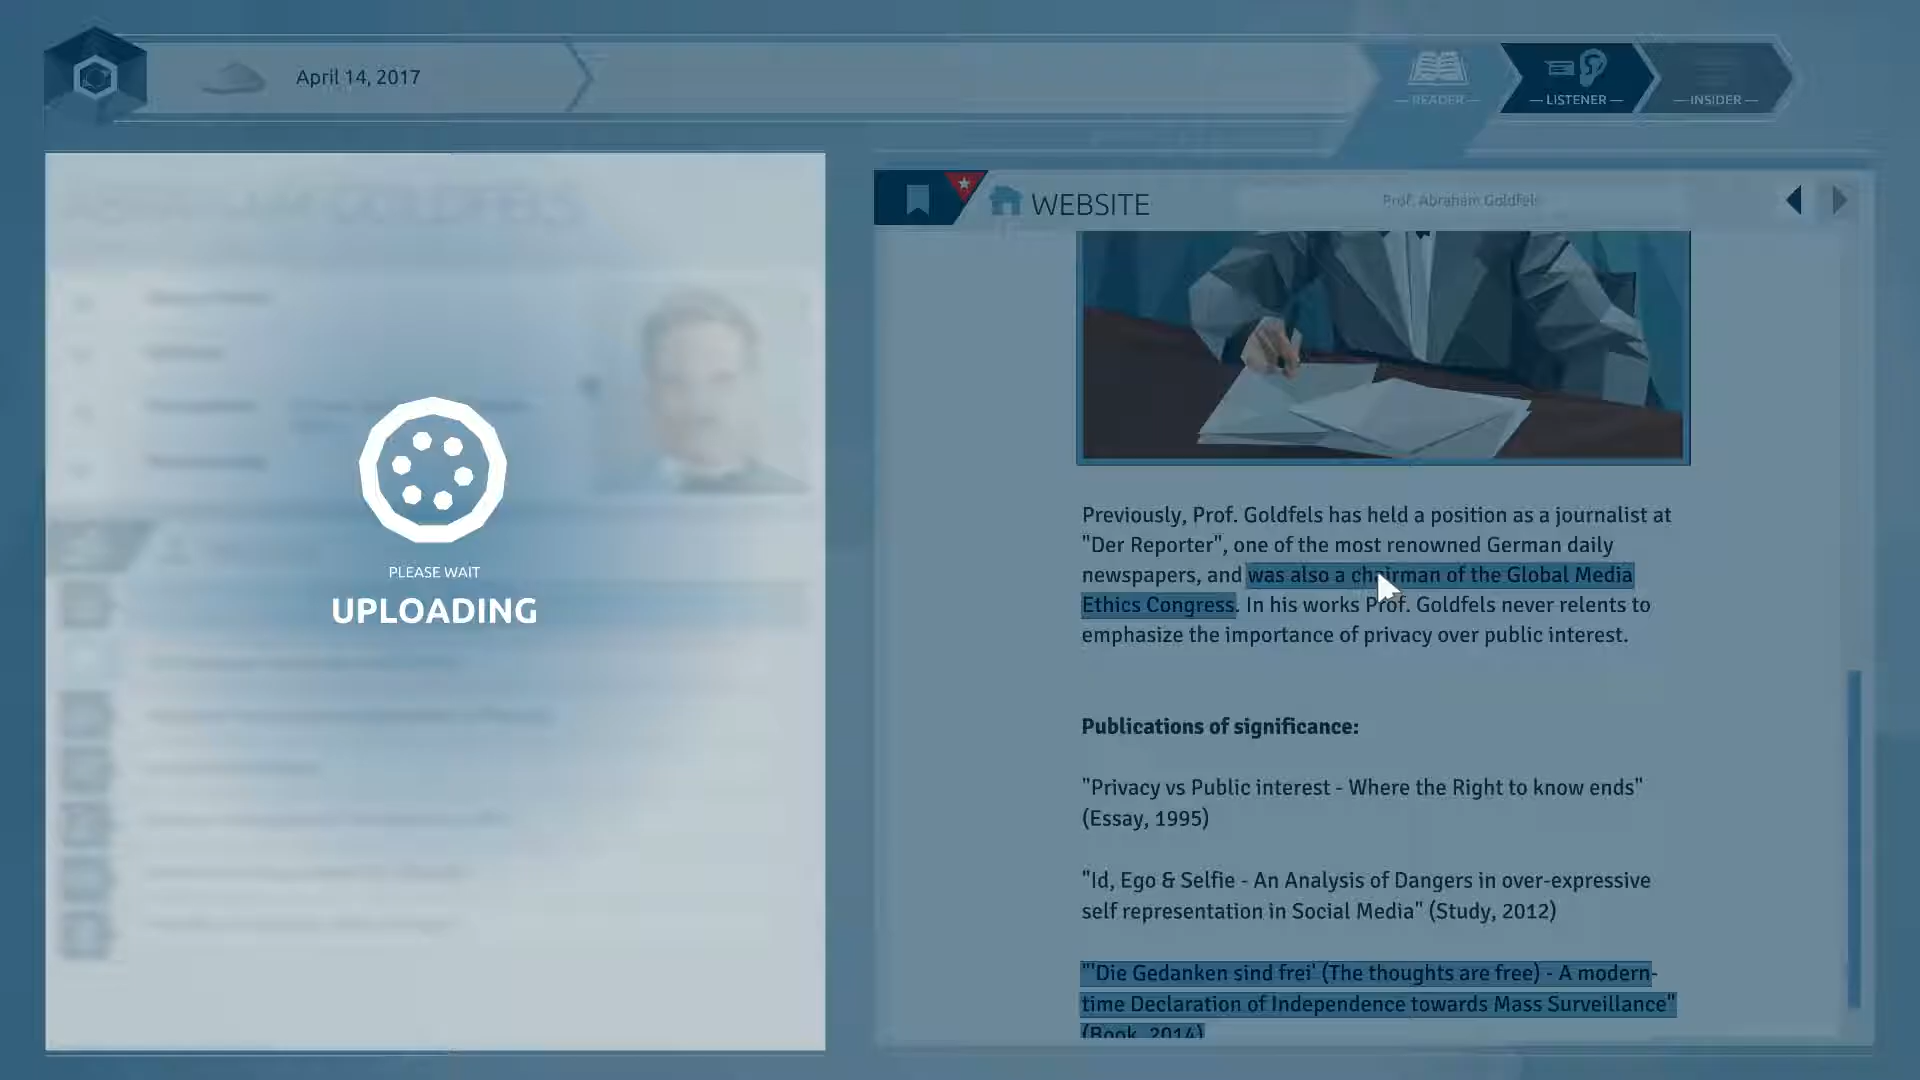 April 14, 2017
READER
LISTENER
INSIDER
ABRAHAM GOLDFELS
PLEASE WAIT
UPLOADING
WEBSITE
Prof. Abraham Goldfels
Previously, Prof. Goldfels has held a position as a journalist at
"Der Reporter", one of the most renowned German daily
newspapers, and was also a chairman of the Global Media
Ethics Congress. In his works Prof. Goldfels never relents to
emphasize the importance of privacy over public interest.
Publications of significance:
"Privacy vs Public interest - Where the Right to know ends"
(Essay, 1995)
"Id, Ego & Selfie - An Analysis of Dangers in over-expressive
self representation in Social Media" (Study, 2012)
"'Die Gedanken sind frei' (The thoughts are free) - A modern-
time Declaration of Independence towards Mass Surveillance"
(Book, 2014)